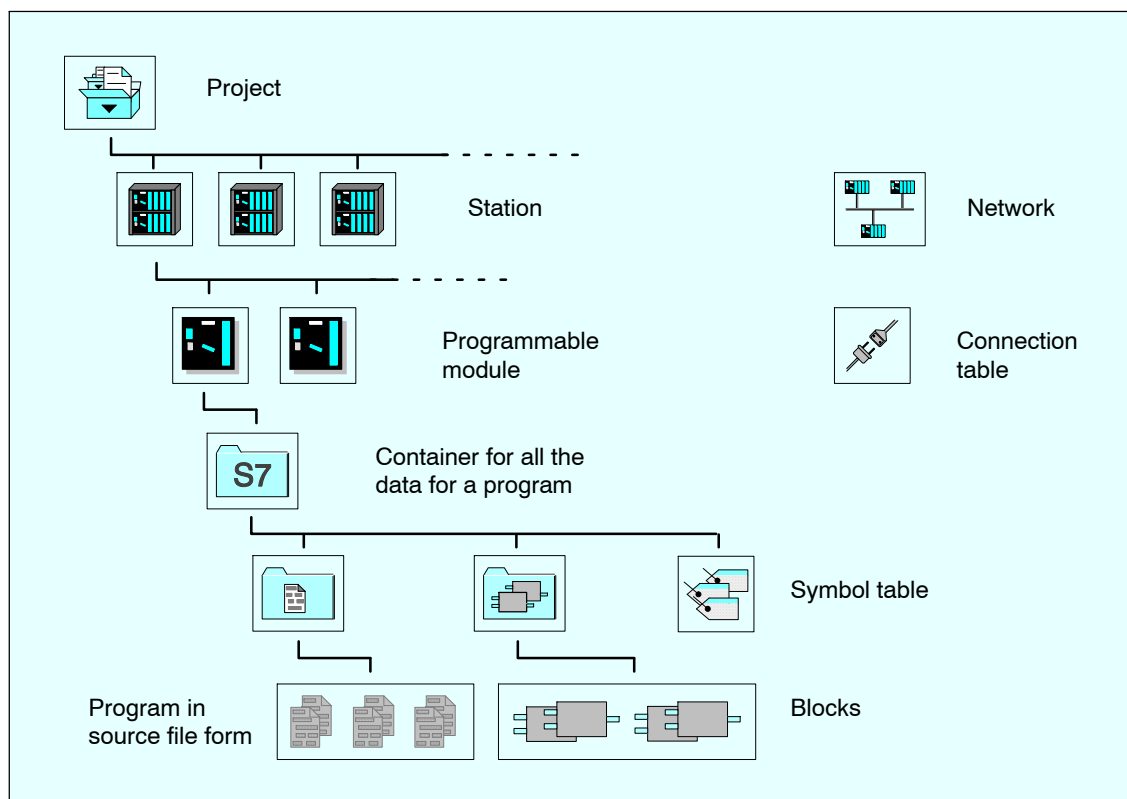 Project
Station
Network
Programmable
module
Connection
table
S7
Container for all the
data for a program
Symbol table
Program in
source file form
Blocks